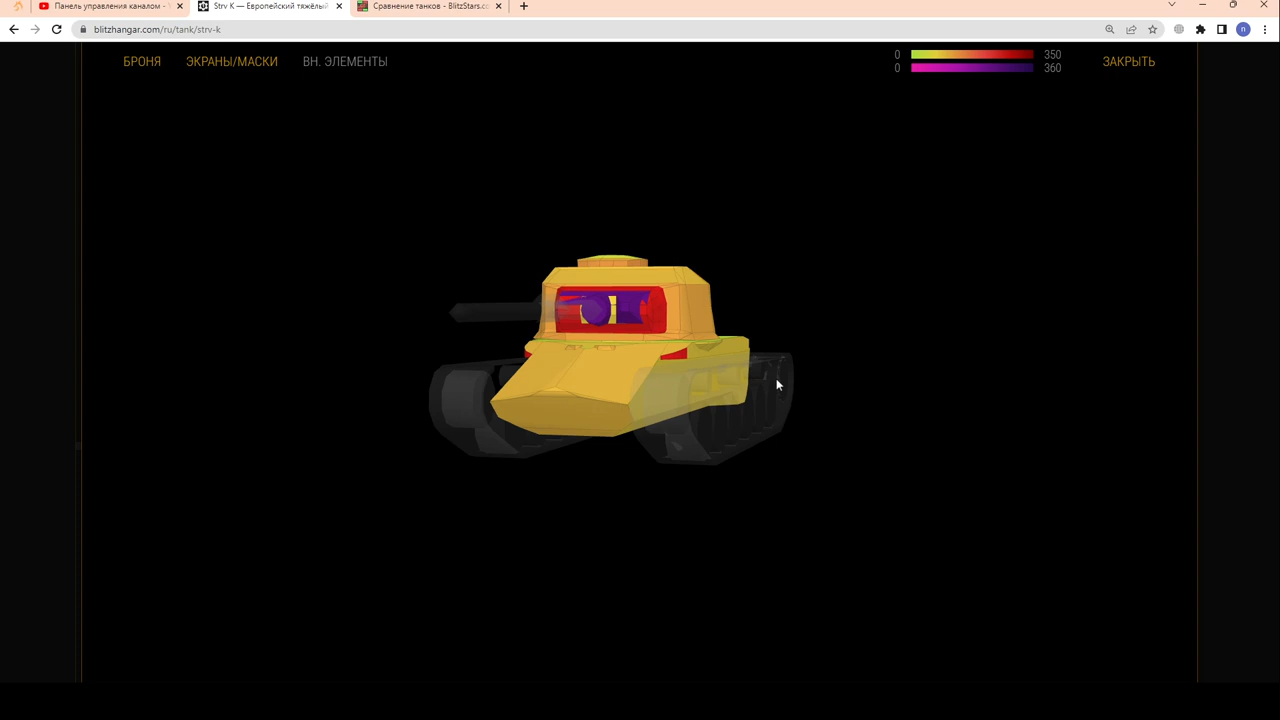 Панель управления каналом -
Strv K — Европейский тяжёлый
Сравнение танков - BlitzStars.co
blitzhangar.com/ru/tank/strv-k
n
БРОНЯ ЭКРАНЫ/МАСКИ ВН. ЭЛЕМЕНТЫ
0 350
0 360
ЗАКРЫТЬ